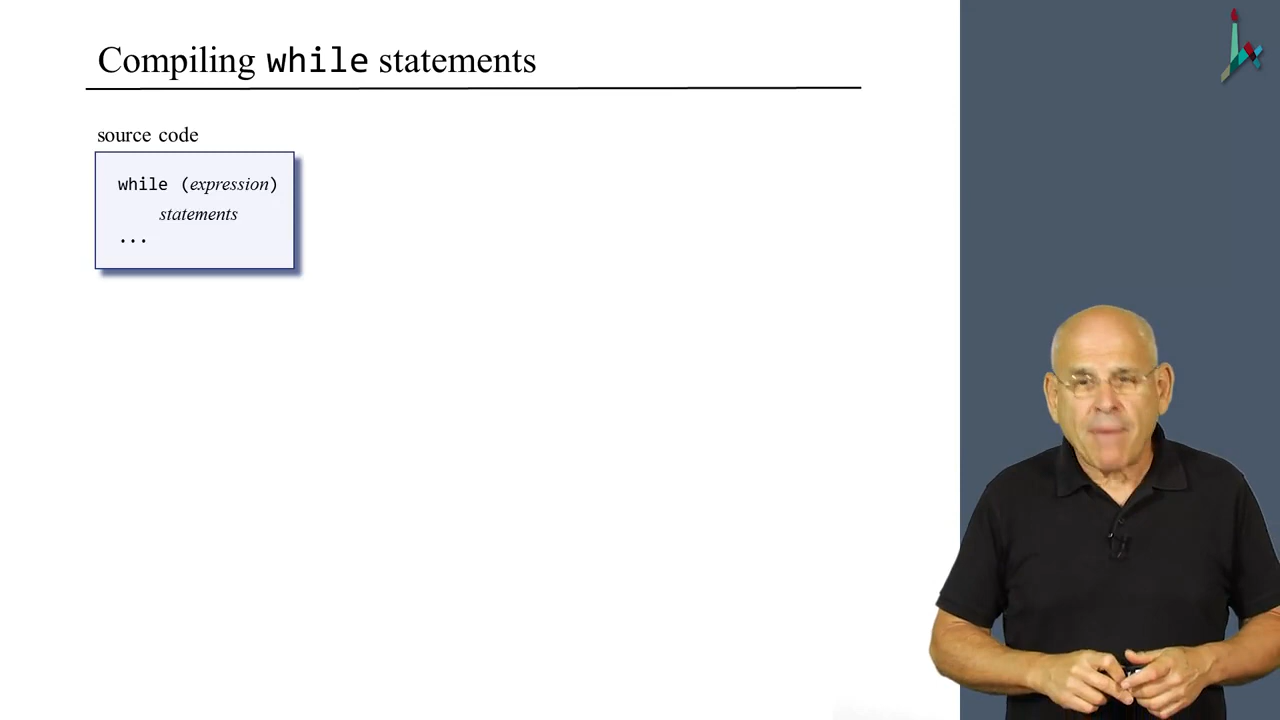 Compiling while statements
source code
while (expression)
statements
...